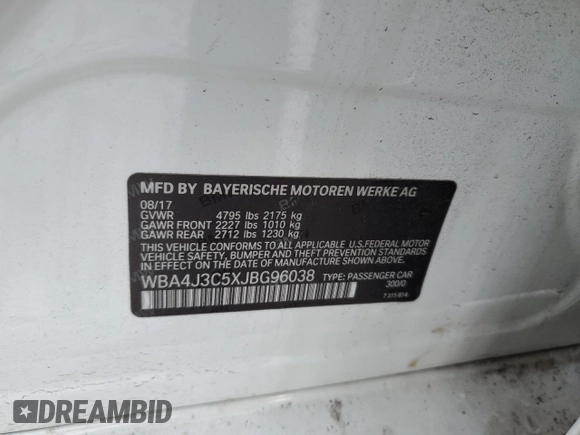 MFD BY BAYERISCHE MOTOREN WERKE AG
08/17
GVWR 4795 lbs 2175 kg
GAWR FRONT 2227 lbs 1010 kg
GAWR REAR 2712 lbs 1230 kg
THIS VEHICLE CONFORMS TO ALL APPLICABLE U.S.FEDERAL MOTOR
VEHICLE SAFETY, BUMPER AND THEFT PREVENTION STANDARDS
IN EFFECT ON THE DATE OF MANUFACTURE SHOWN ABOVE.
WBA4J3C5XJBG96038 TYPE: PASSENGER CAR
300/0
DREAMBID